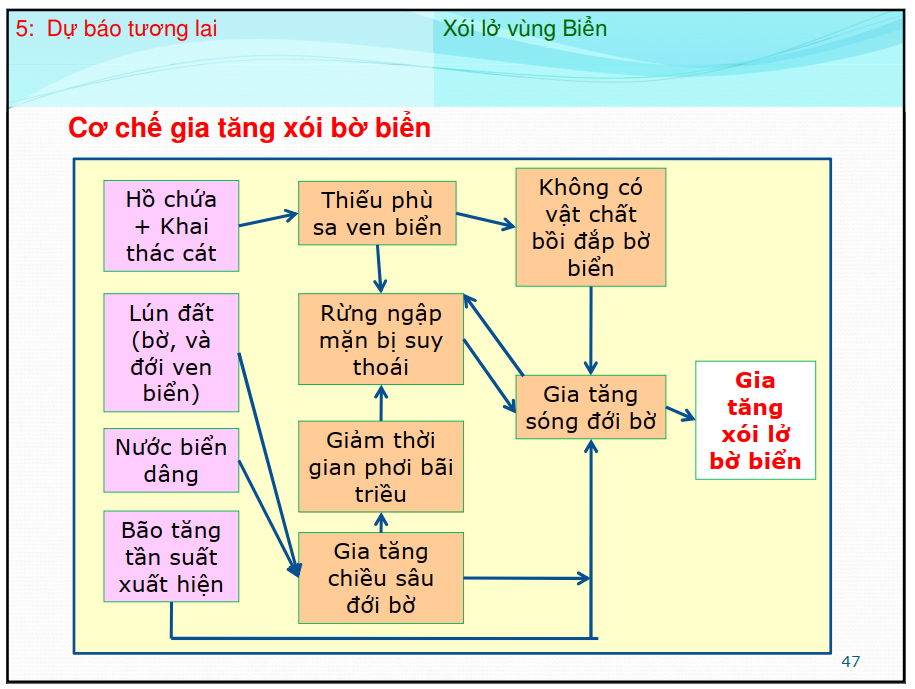 5: Dự báo tương lai
Xói lở vùng Biển
Cơ chế gia tăng xói bờ biển
Hồ chứa
+ Khai
thác cát
Thiếu phù
sa ven biển
Không có
vật chất
bồi đắp bờ
biển
Lún đất
(bờ, và
đới ven
biển)
Rừng ngập
mặn bị suy
thoái
Gia tăng
sóng đới bờ
Gia
tăng
xói lở
bờ biển
Nước biển
dâng
Giảm thời
gian phơi bãi
triều
Bão tăng
tần suất
xuất hiện
Gia tăng
chiều sâu
đới bờ
47